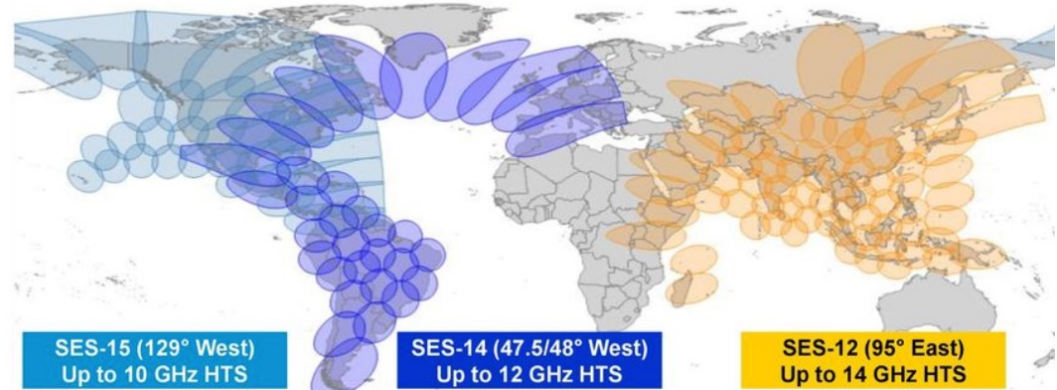 SES-15 (129° West)
Up to 10 GHz HTS
SES-14 (47.5/48° West)
Up to 12 GHz HTS
SES-12 (95° East)
Up to 14 GHz HTS